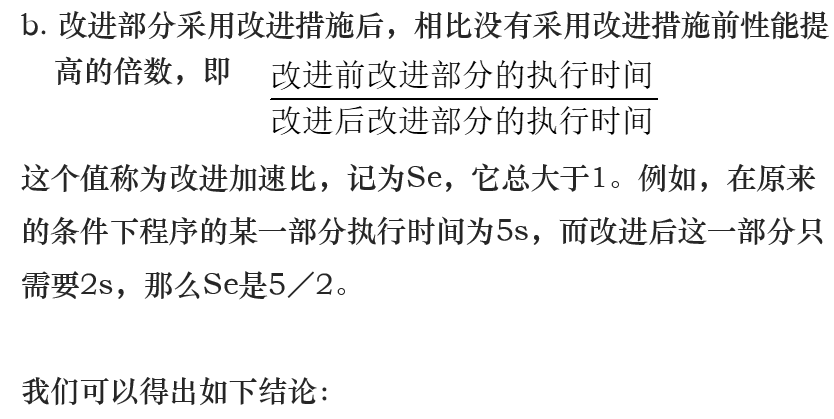 b. 改进部分采用改进措施后，相比没有采用改进措施前性能提
高的倍数，即
改进前改进部分的执行时间
改进后改进部分的执行时间
这个值称为改进加速比，记为Se，它总大于1。例如，在原来
的条件下程序的某一部分执行时间为5s，而改进后这一部分只
需要2s，那么Se是5／2。
我们可以得出如下结论：